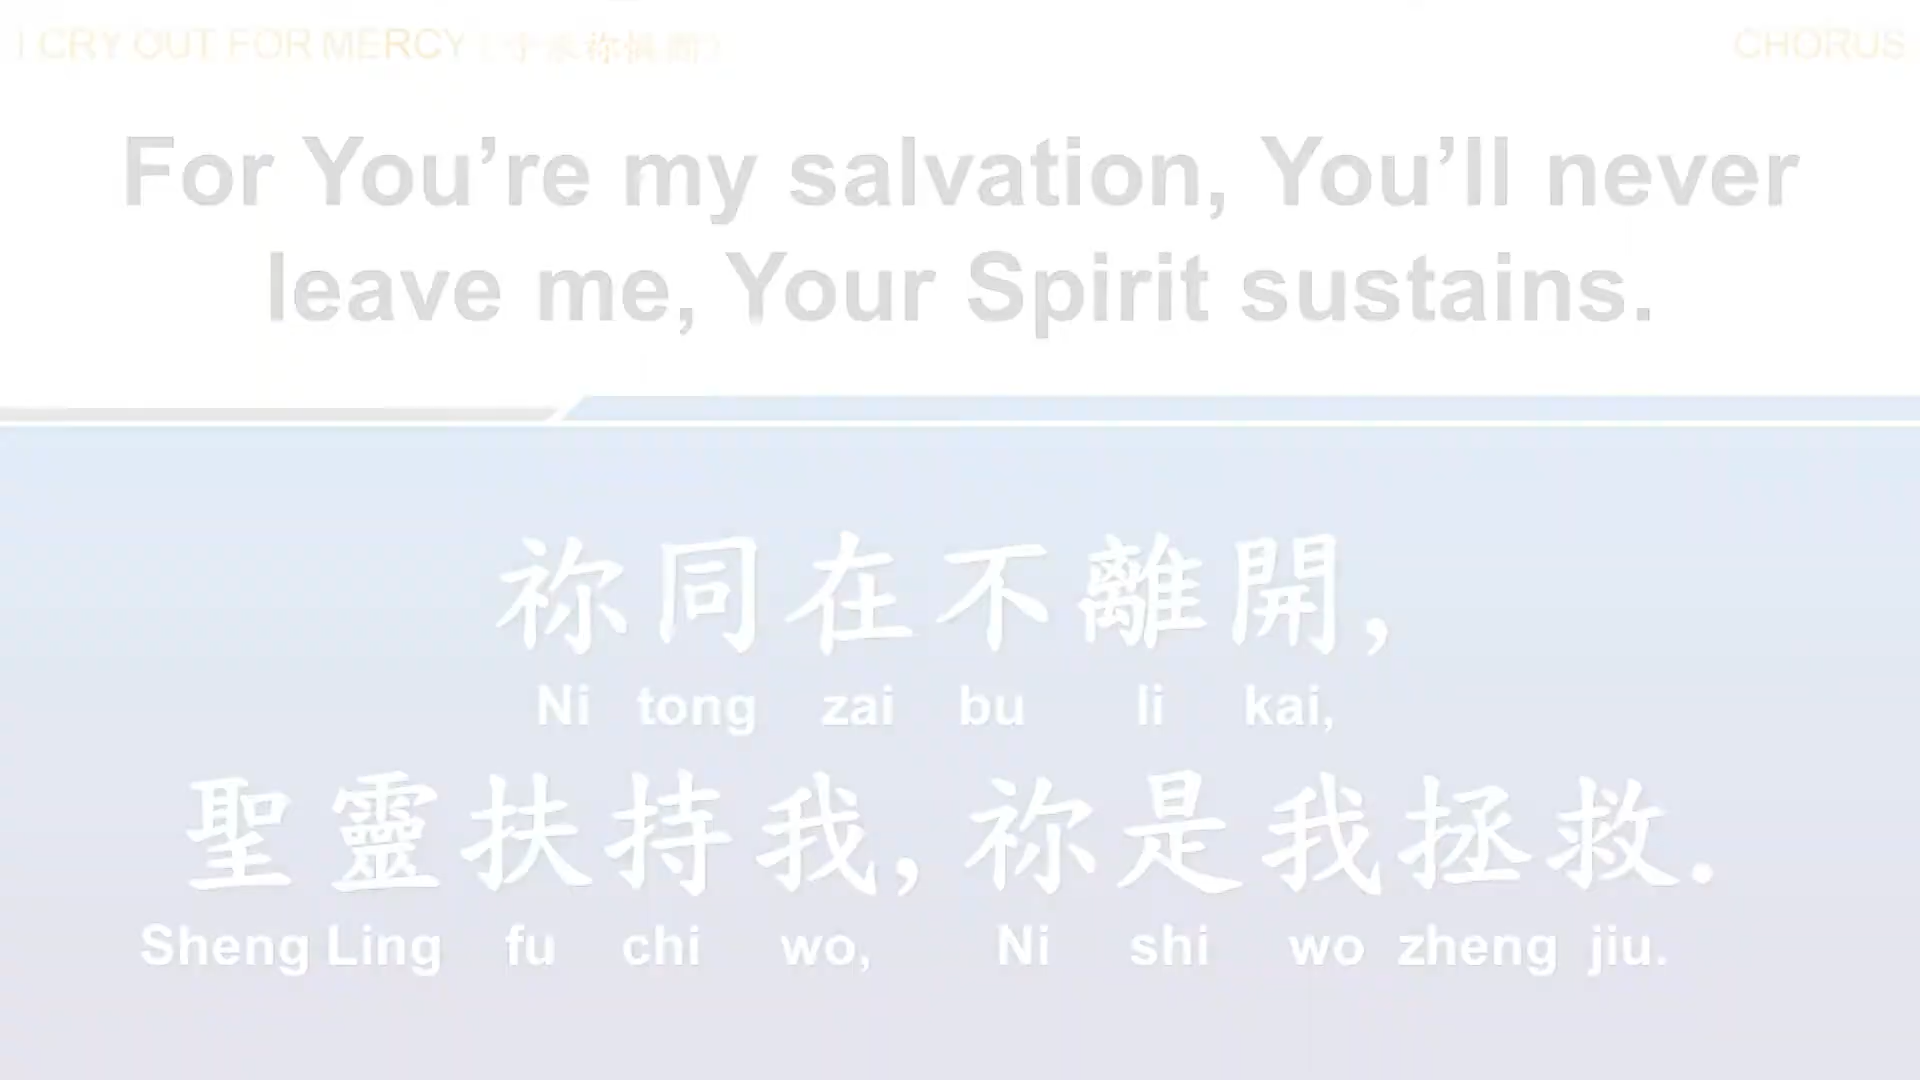 I CRY OUT FOR MERCY
CHORUS
For You’re my salvation, You’ll never
leave me, Your Spirit sustains.
祢同在不離開,
Ni tong zai bu li kai,
聖靈扶持我, 祢是我拯救.
Sheng Ling fu chi wo, Ni shi wo zheng jiu.